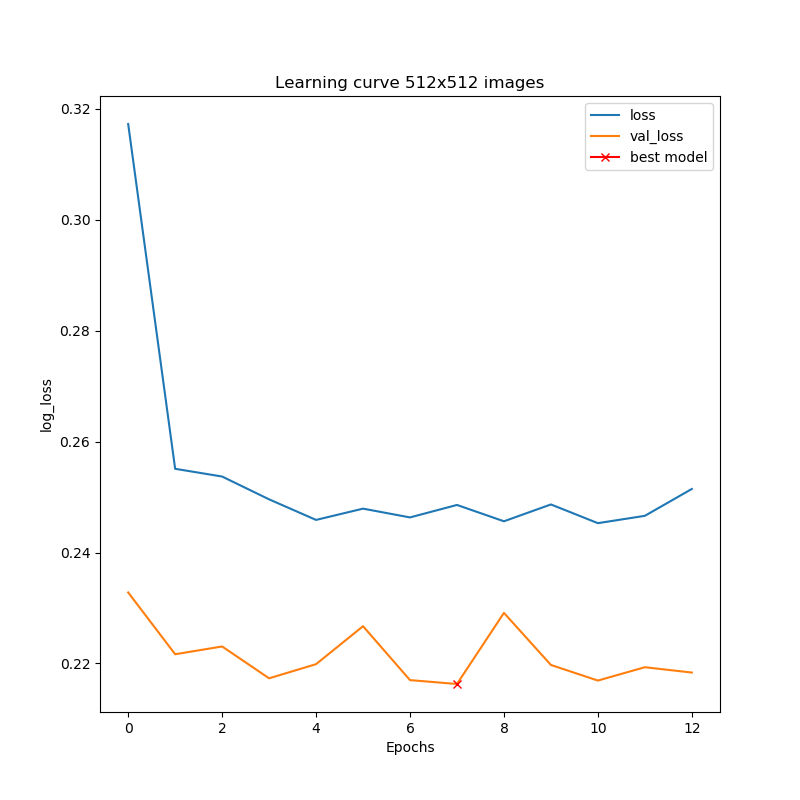 Learning curve 512x512 images
loss
val_loss
best model
log_loss
0.32
0.30
0.28
0.26
0.24
0.22
0 2 4 6 8 10 12
Epochs